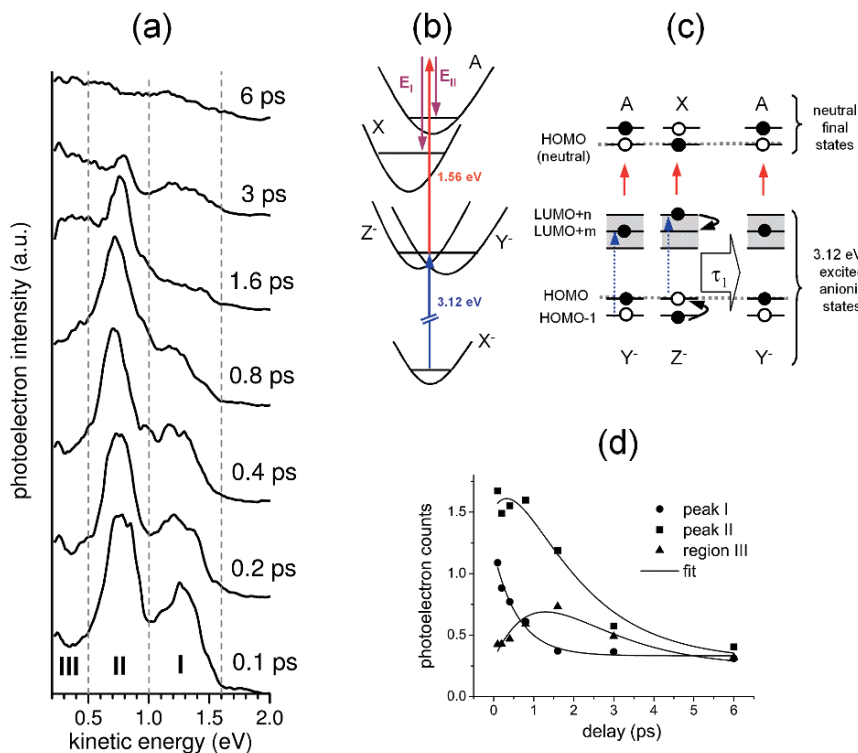 (a)
photoelectron intensity (a.u.)
6 ps
3 ps
1.6 ps
0.8 ps
0.4 ps
0.2 ps
0.1 ps
III
II
I
0.5 1.0 1.5 2.0
kinetic energy (eV)
(b)
A
E_I
E_II
X
1.56 eV
Z⁻
Y⁻
3.12 eV
X⁻
(c)
A X A
HOMO
(neutral)
neutral
final
states
LUMO+n
LUMO+m
τ₁
HOMO
HOMO-1
3.12 eV
excited
anionic
states
Y⁻ Z⁻ Y⁻
(d)
photoelectron counts
1.5
1.0
0.5
0.0
peak I
peak II
region III
fit
0 1 2 3 4 5 6 7
delay (ps)